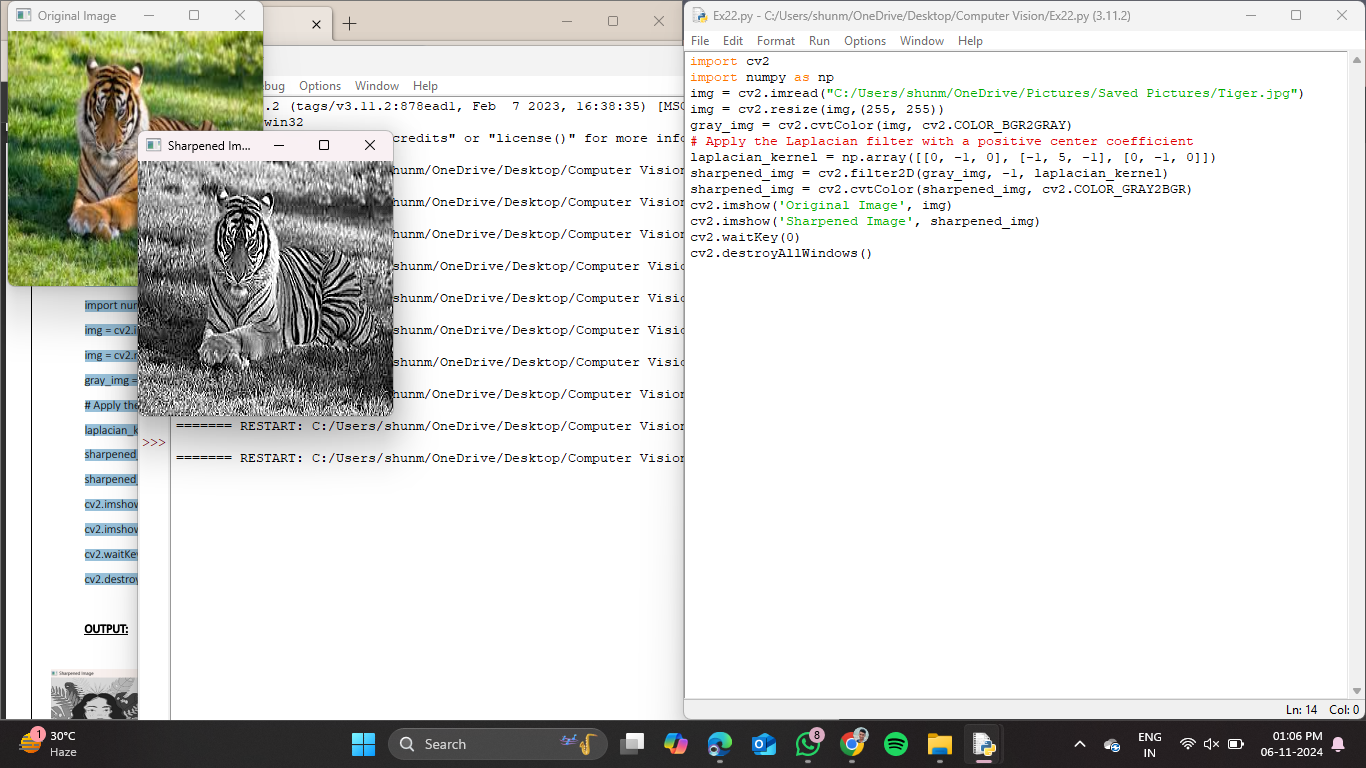 Original Image
Sharpened Im...
bug Options Window Help
.2 (tags/v3.11.2:878ead1, Feb 7 2023, 16:38:35) [MSC
win32
credits" or "license()" for more info
shunm/OneDrive/Desktop/Computer Vision
shunm/OneDrive/Desktop/Computer Vision
shunm/OneDrive/Desktop/Computer Vision
shunm/OneDrive/Desktop/Computer Visio
shunm/OneDrive/Desktop/Computer Visio
shunm/OneDrive/Desktop/Computer Visio
shunm/OneDrive/Desktop/Computer Visio
shunm/OneDrive/Desktop/Computer Vision
======= RESTART: C:/Users/shunm/OneDrive/Desktop/Computer Vision
>>>
======= RESTART: C:/Users/shunm/OneDrive/Desktop/Computer Vision
import nur
img = cv2.i
img = cv2.r
gray_img =
# Apply the
laplacian_k
sharpened_
sharpened_
cv2.imshow
cv2.imshow
cv2.waitKe
cv2.destroy
OUTPUT:
Sharpened Image
Ex22.py - C:/Users/shunm/OneDrive/Desktop/Computer Vision/Ex22.py (3.11.2)
File Edit Format Run Options Window Help
import cv2
import numpy as np
img = cv2.imread("C:/Users/shunm/OneDrive/Pictures/Saved Pictures/Tiger.jpg")
img = cv2.resize(img,(255, 255))
gray_img = cv2.cvtColor(img, cv2.COLOR_BGR2GRAY)
# Apply the Laplacian filter with a positive center coefficient
laplacian_kernel = np.array([[0, -1, 0], [-1, 5, -1], [0, -1, 0]])
sharpened_img = cv2.filter2D(gray_img, -1, laplacian_kernel)
sharpened_img = cv2.cvtColor(sharpened_img, cv2.COLOR_GRAY2BGR)
cv2.imshow('Original Image', img)
cv2.imshow('Sharpened Image', sharpened_img)
cv2.waitKey(0)
cv2.destroyAllWindows()
Ln: 14 Col: 0
1
30°C
Haze
Search
8
ENG
IN
01:06 PM
06-11-2024